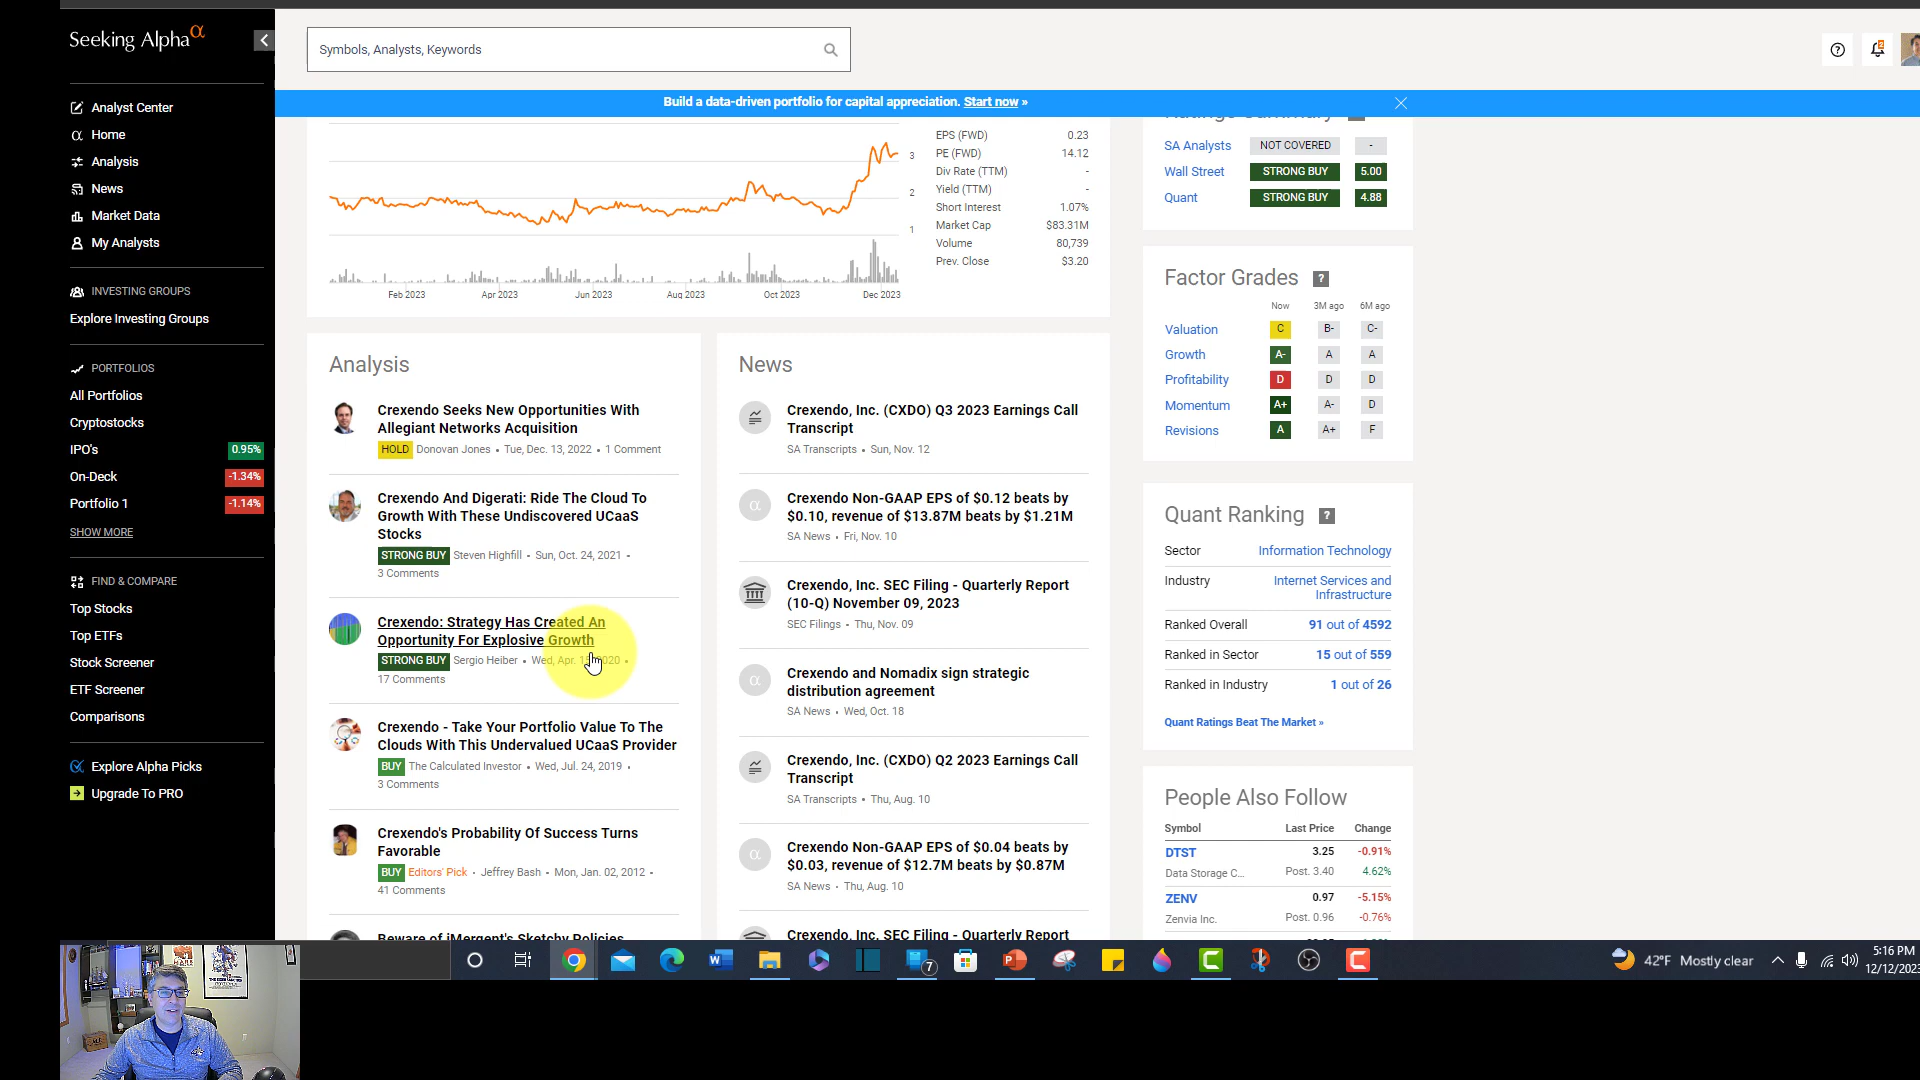 Seeking Alpha α
Symbols, Analysts, Keywords
Build a data-driven portfolio for capital appreciation. Start now »
Analyst Center
Home
Analysis
News
Market Data
My Analysts
INVESTING GROUPS
Explore Investing Groups
PORTFOLIOS
All Portfolios
Cryptostocks
IPO's 0.95%
On-Deck -1.34%
Portfolio 1 -1.14%
SHOW MORE
FIND & COMPARE
Top Stocks
Top ETFs
Stock Screener
ETF Screener
Comparisons
Explore Alpha Picks
Upgrade To PRO
3
2
1
Feb 2023 Apr 2023 Jun 2023 Aug 2023 Oct 2023 Dec 2023
EPS (FWD) 0.23
PE (FWD) 14.12
Div Rate (TTM) -
Yield (TTM) -
Short Interest 1.07%
Market Cap $83.31M
Volume 80,739
Prev. Close $3.20
Analysis
Crexendo Seeks New Opportunities With
Allegiant Networks Acquisition
HOLD Donovan Jones • Tue, Dec. 13, 2022 • 1 Comment
Crexendo And Digerati: Ride The Cloud To
Growth With These Undiscovered UCaaS
Stocks
STRONG BUY Steven Highfill • Sun, Oct. 24, 2021 •
3 Comments
Crexendo: Strategy Has Created An
Opportunity For Explosive Growth
STRONG BUY Sergio Heiber • Wed, Apr. 2020 •
17 Comments
Crexendo - Take Your Portfolio Value To The
Clouds With This Undervalued UCaaS Provider
BUY The Calculated Investor • Wed, Jul. 24, 2019 •
3 Comments
Crexendo's Probability Of Success Turns
Favorable
BUY Editors' Pick • Jeffrey Bash • Mon, Jan. 02, 2012 •
41 Comments
Beware of iMergent's Sketchy Policies
News
Crexendo, Inc. (CXDO) Q3 2023 Earnings Call
Transcript
SA Transcripts • Sun, Nov. 12
Crexendo Non-GAAP EPS of $0.12 beats by
$0.10, revenue of $13.87M beats by $1.21M
SA News • Fri, Nov. 10
Crexendo, Inc. SEC Filing - Quarterly Report
(10-Q) November 09, 2023
SEC Filings • Thu, Nov. 09
Crexendo and Nomadix sign strategic
distribution agreement
SA News • Wed, Oct. 18
Crexendo, Inc. (CXDO) Q2 2023 Earnings Call
Transcript
SA Transcripts • Thu, Aug. 10
Crexendo Non-GAAP EPS of $0.04 beats by
$0.03, revenue of $12.7M beats by $0.87M
SA News • Thu, Aug. 10
Crexendo, Inc. SEC Filing - Quarterly Report
Ratings Summary
SA Analysts NOT COVERED -
Wall Street STRONG BUY 5.00
Quant STRONG BUY 4.88
Factor Grades ?
Now 3M ago 6M ago
Valuation C B- C-
Growth A- A A
Profitability D D D
Momentum A+ A- D
Revisions A A+ F
Quant Ranking ?
Sector Information Technology
Industry Internet Services and
Infrastructure
Ranked Overall 91 out of 4592
Ranked in Sector 15 out of 559
Ranked in Industry 1 out of 26
Quant Ratings Beat The Market »
People Also Follow
Symbol Last Price Change
DTST 3.25 -0.91%
Data Storage C... Post. 3.40 4.62%
ZENV 0.97 -5.15%
Zenvia Inc. Post. 0.96 -0.76%
7
42°F Mostly clear
5:16 PM
12/12/2023